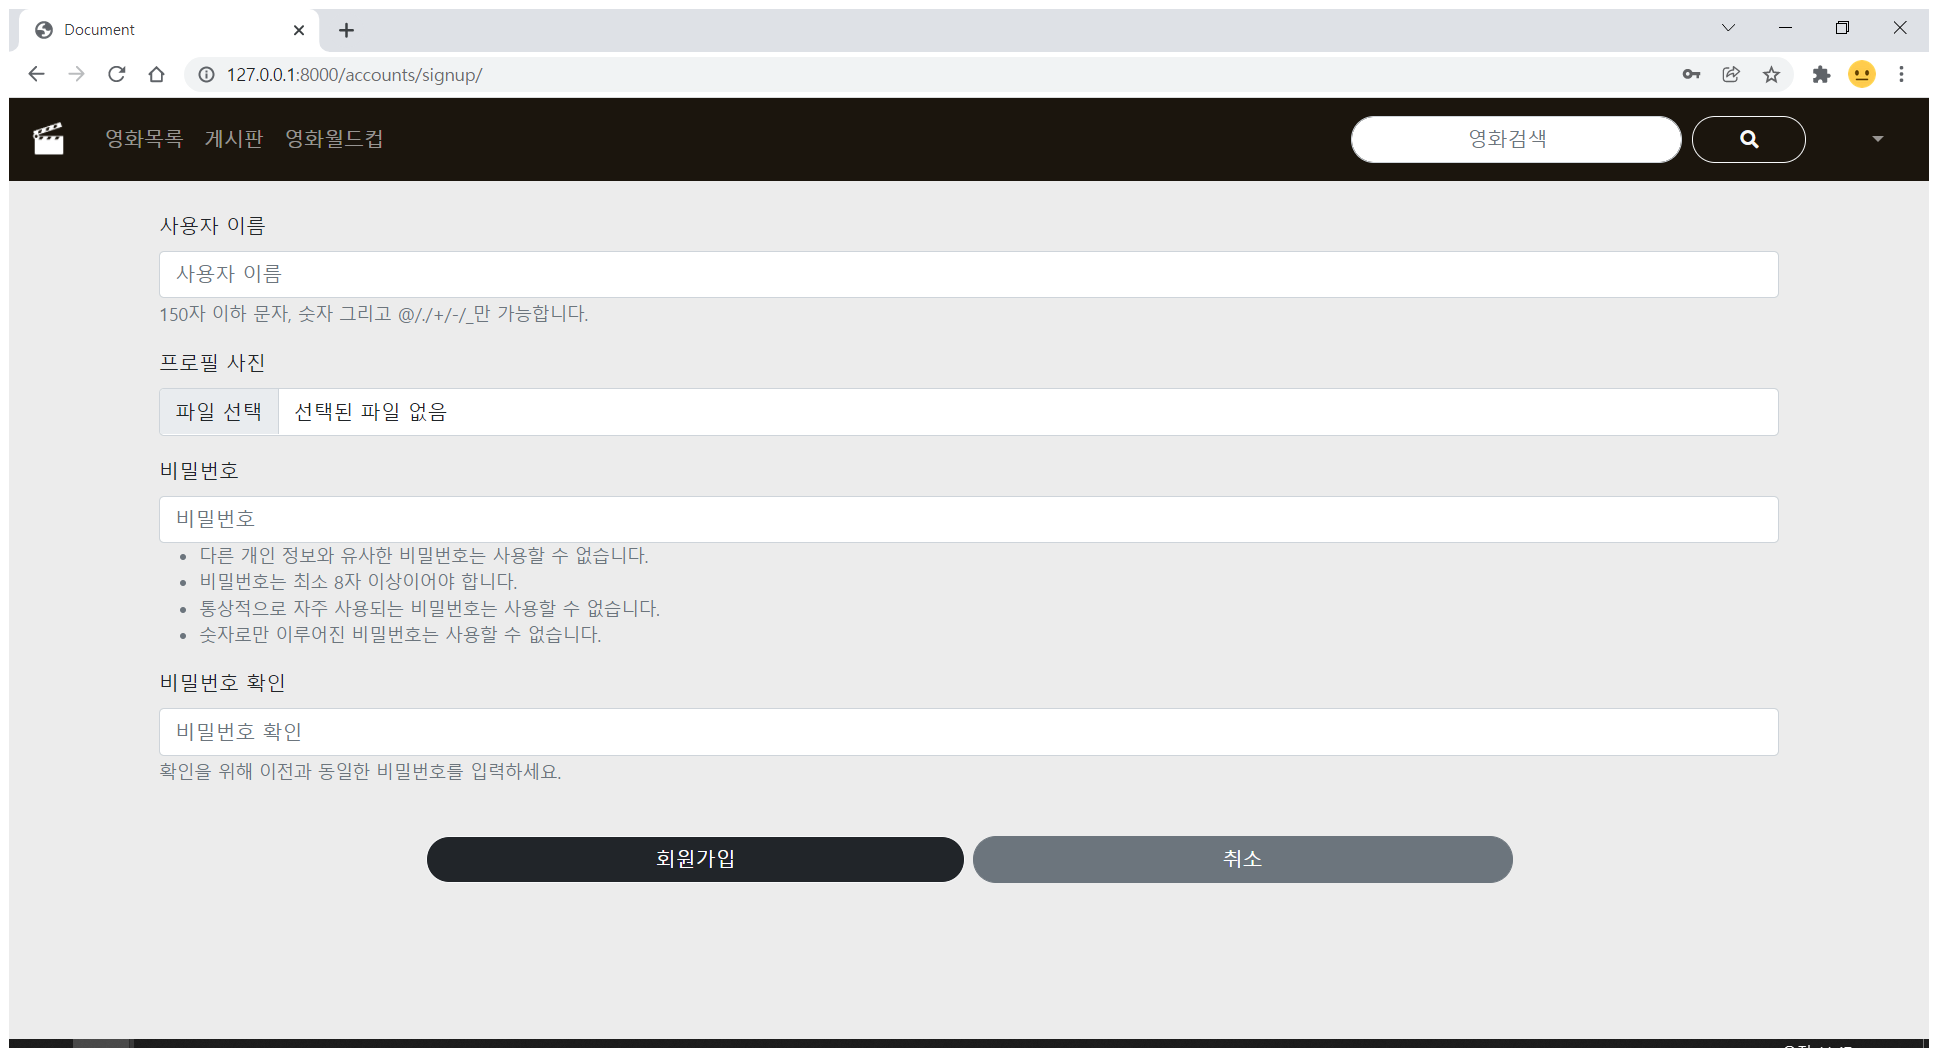 Document
127.0.0.1:8000/accounts/signup/
영화목록 게시판 영화월드컵 영화검색
사용자 이름
사용자 이름
150자 이하 문자, 숫자 그리고 @/./+/-/_만 가능합니다.
프로필 사진
파일 선택 선택된 파일 없음
비밀번호
비밀번호
다른 개인 정보와 유사한 비밀번호는 사용할 수 없습니다.
비밀번호는 최소 8자 이상이어야 합니다.
통상적으로 자주 사용되는 비밀번호는 사용할 수 없습니다.
숫자로만 이루어진 비밀번호는 사용할 수 없습니다.
비밀번호 확인
비밀번호 확인
확인을 위해 이전과 동일한 비밀번호를 입력하세요.
회원가입 취소